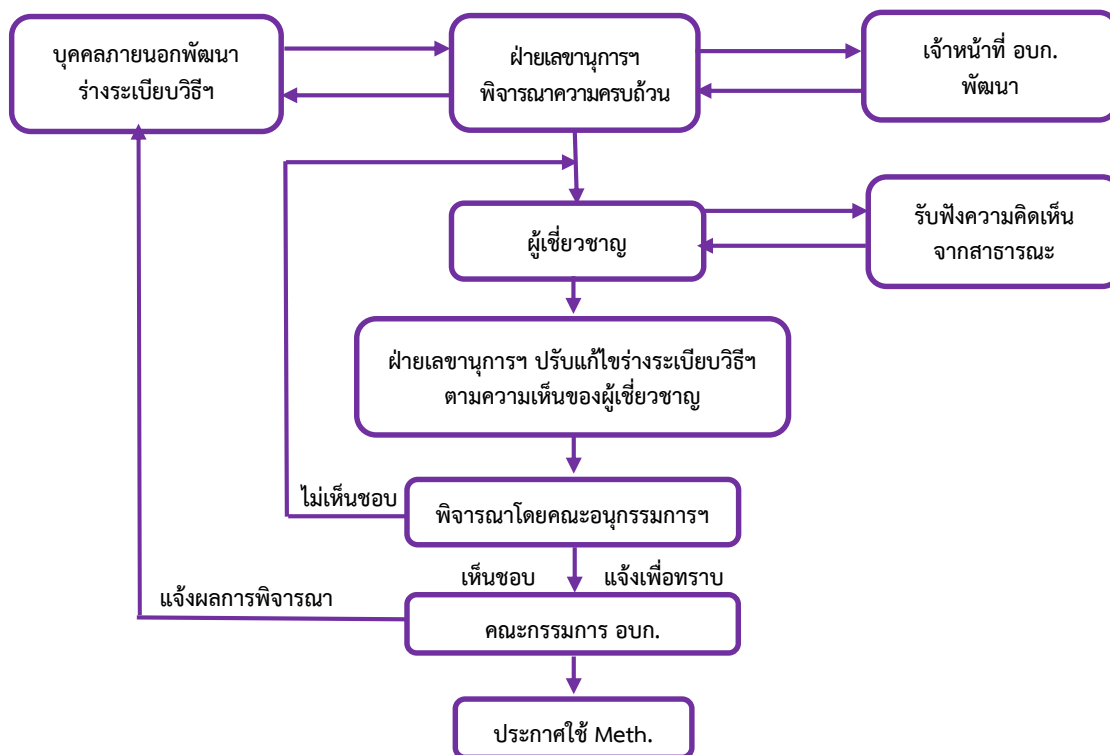 บุคคลภายนอกพัฒนา
ร่างระเบียบวิธีฯ
ฝ่ายเลขานุการฯ
พิจารณาความครบถ้วน
เจ้าหน้าที่ อบก.
พัฒนา
ผู้เชี่ยวชาญ
รับฟังความคิดเห็น
จากสาธารณะ
ฝ่ายเลขานุการฯ ปรับแก้ไขร่างระเบียบวิธีฯ
ตามความเห็นของผู้เชี่ยวชาญ
ไม่เห็นชอบ
พิจารณาโดยคณะอนุกรรมการฯ
เห็นชอบ
แจ้งเพื่อทราบ
แจ้งผลการพิจารณา
คณะกรรมการ อบก.
ประกาศใช้ Meth.